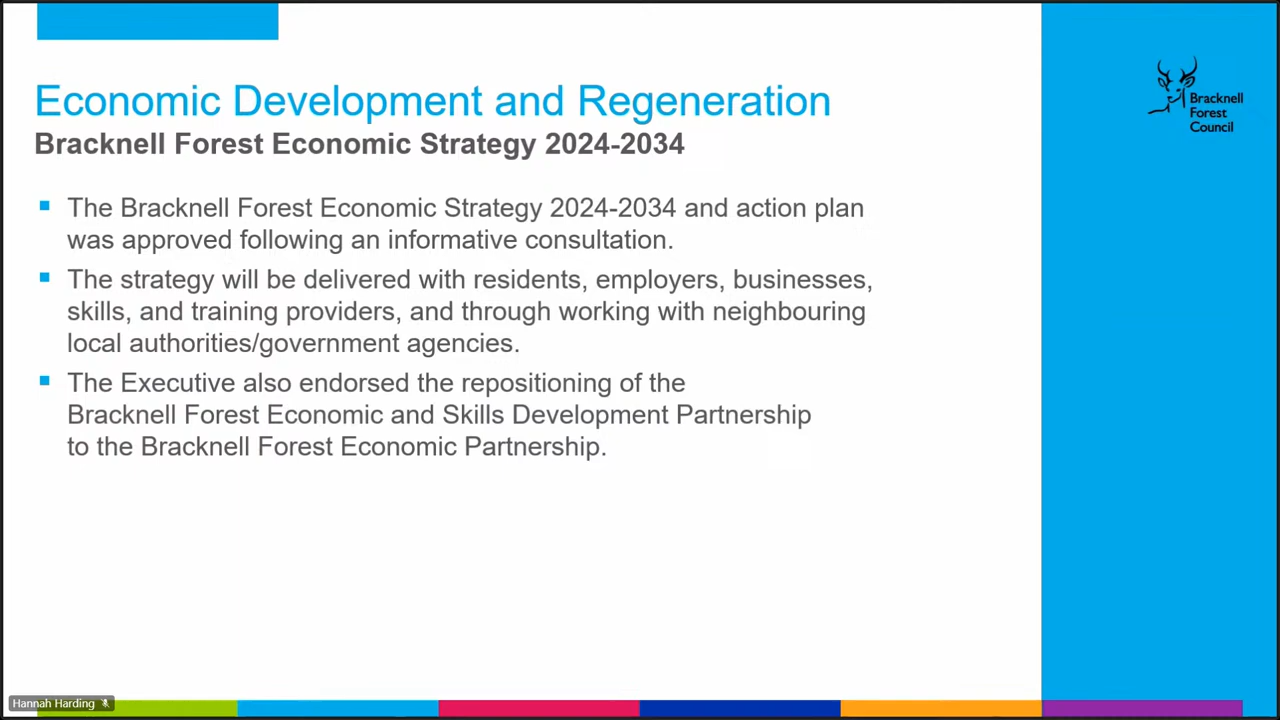 Economic Development and Regeneration
Bracknell Forest Economic Strategy 2024-2034
The Bracknell Forest Economic Strategy 2024-2034 and action plan
was approved following an informative consultation.
The strategy will be delivered with residents, employers, businesses,
skills, and training providers, and through working with neighbouring
local authorities/government agencies.
The Executive also endorsed the repositioning of the
Bracknell Forest Economic and Skills Development Partnership
to the Bracknell Forest Economic Partnership.
Bracknell
Forest
Council
Hannah Harding